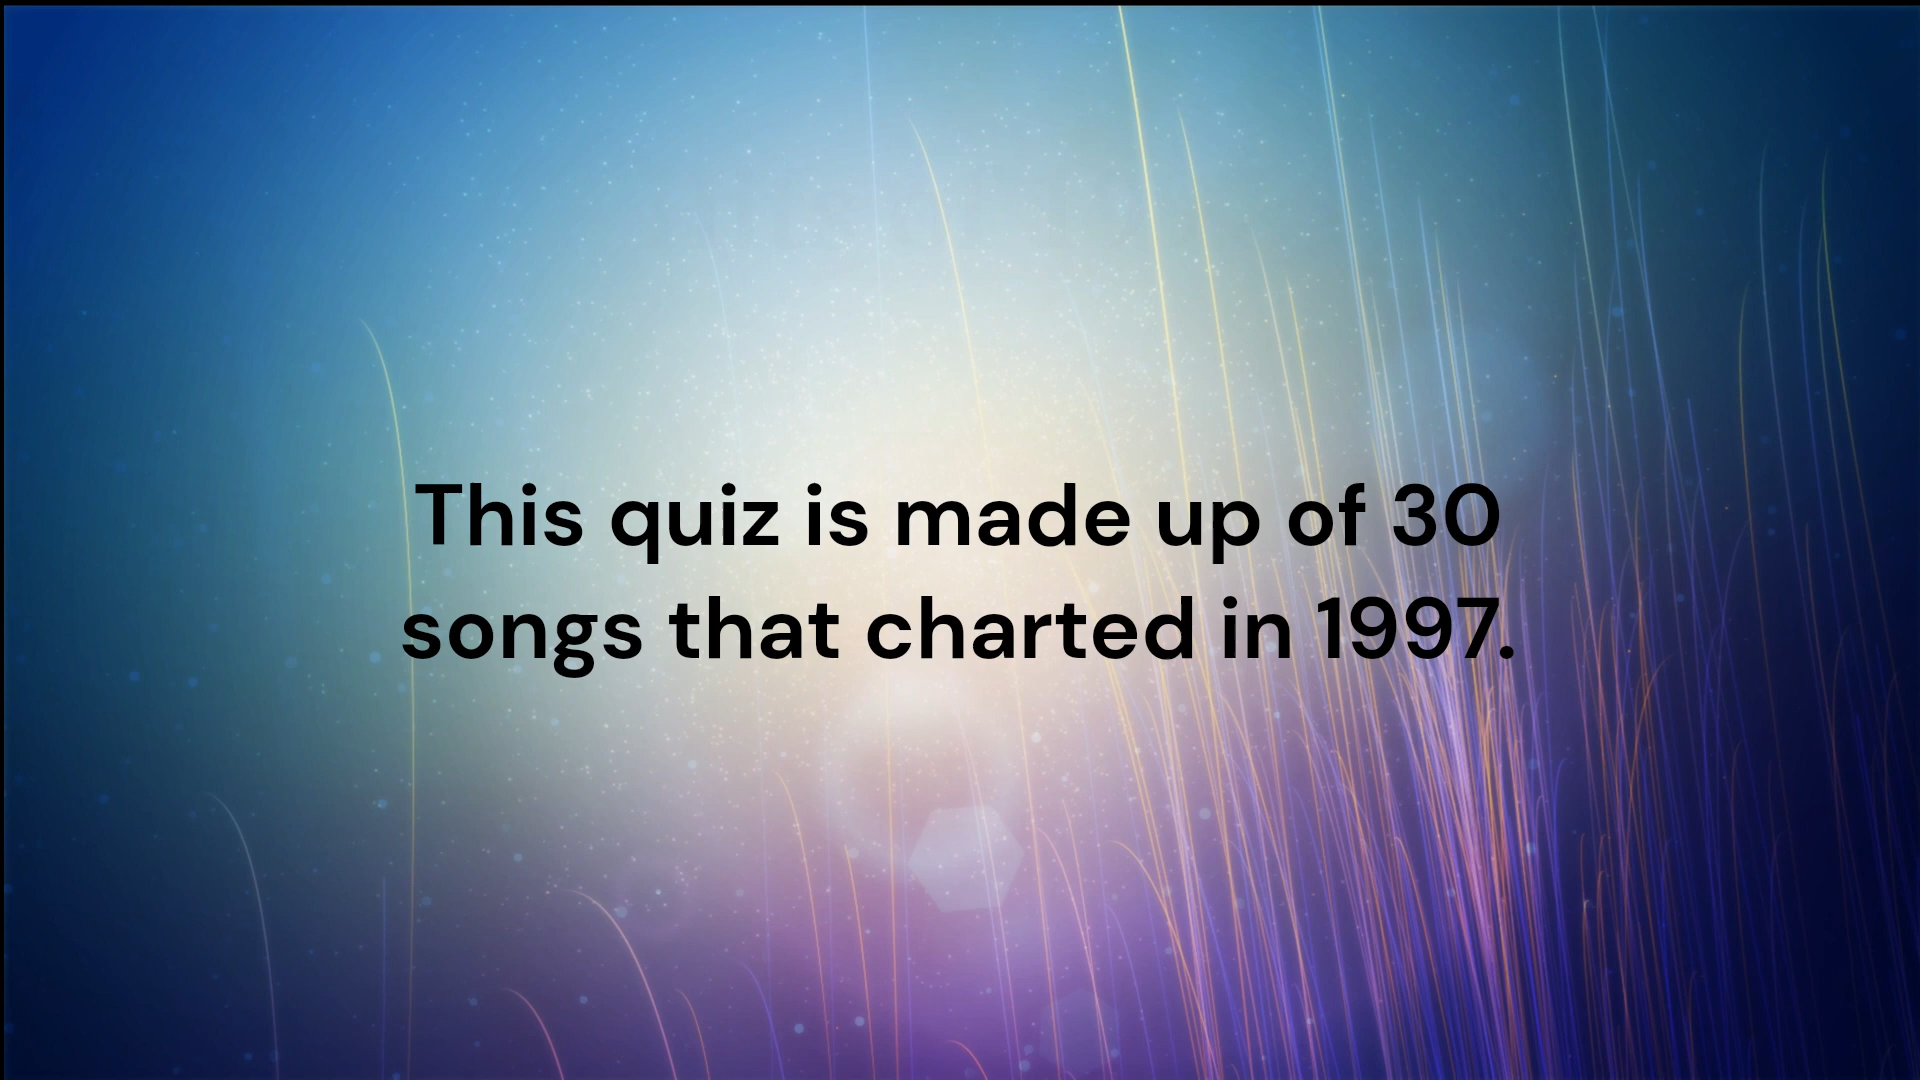 This quiz is made up of 30
songs that charted in 1997.